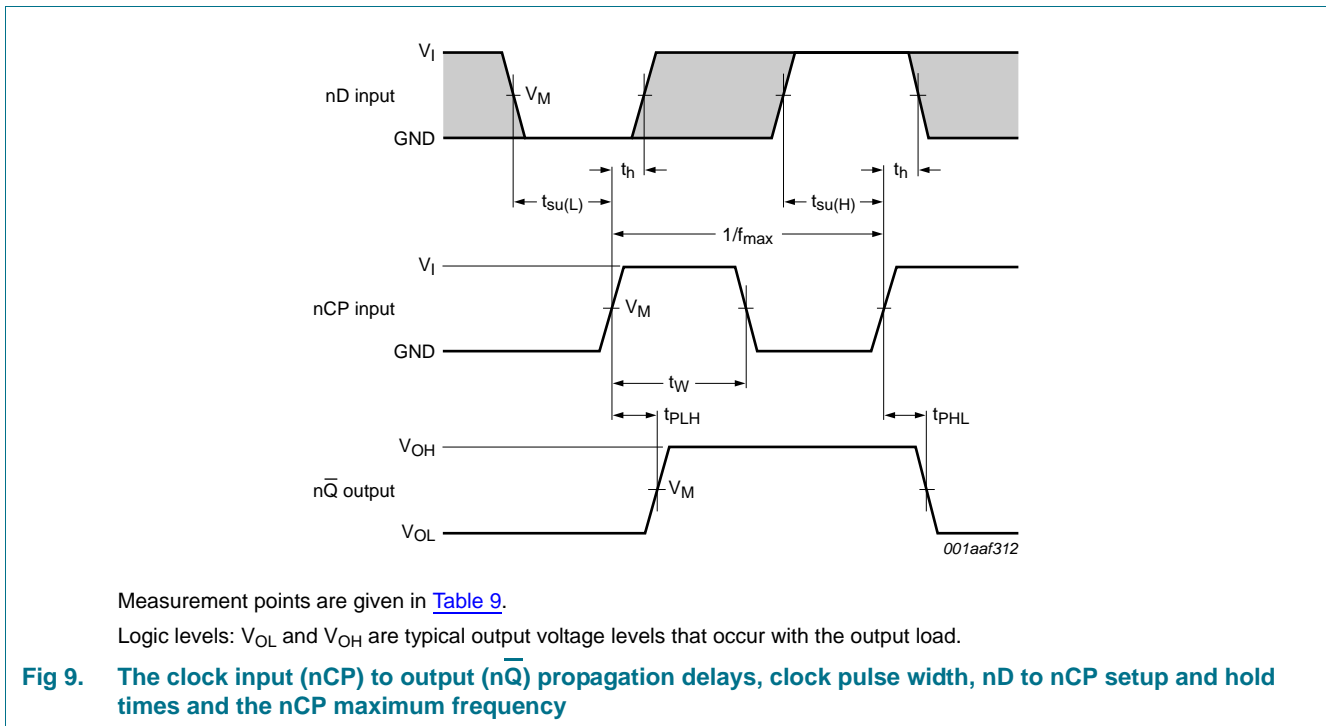 V_I
nD input
V_M
GND
t_h
t_h
t_su(L)
t_su(H)
1/f_max
V_I
nCP input
V_M
GND
t_W
t_PLH
t_PHL
V_OH
nQ̅ output
V_M
V_OL
001aaf312
Measurement points are given in Table 9.
Logic levels: V_OL and V_OH are typical output voltage levels that occur with the output load.
Fig 9. The clock input (nCP) to output (nQ̅) propagation delays, clock pulse width, nD to nCP setup and hold
times and the nCP maximum frequency